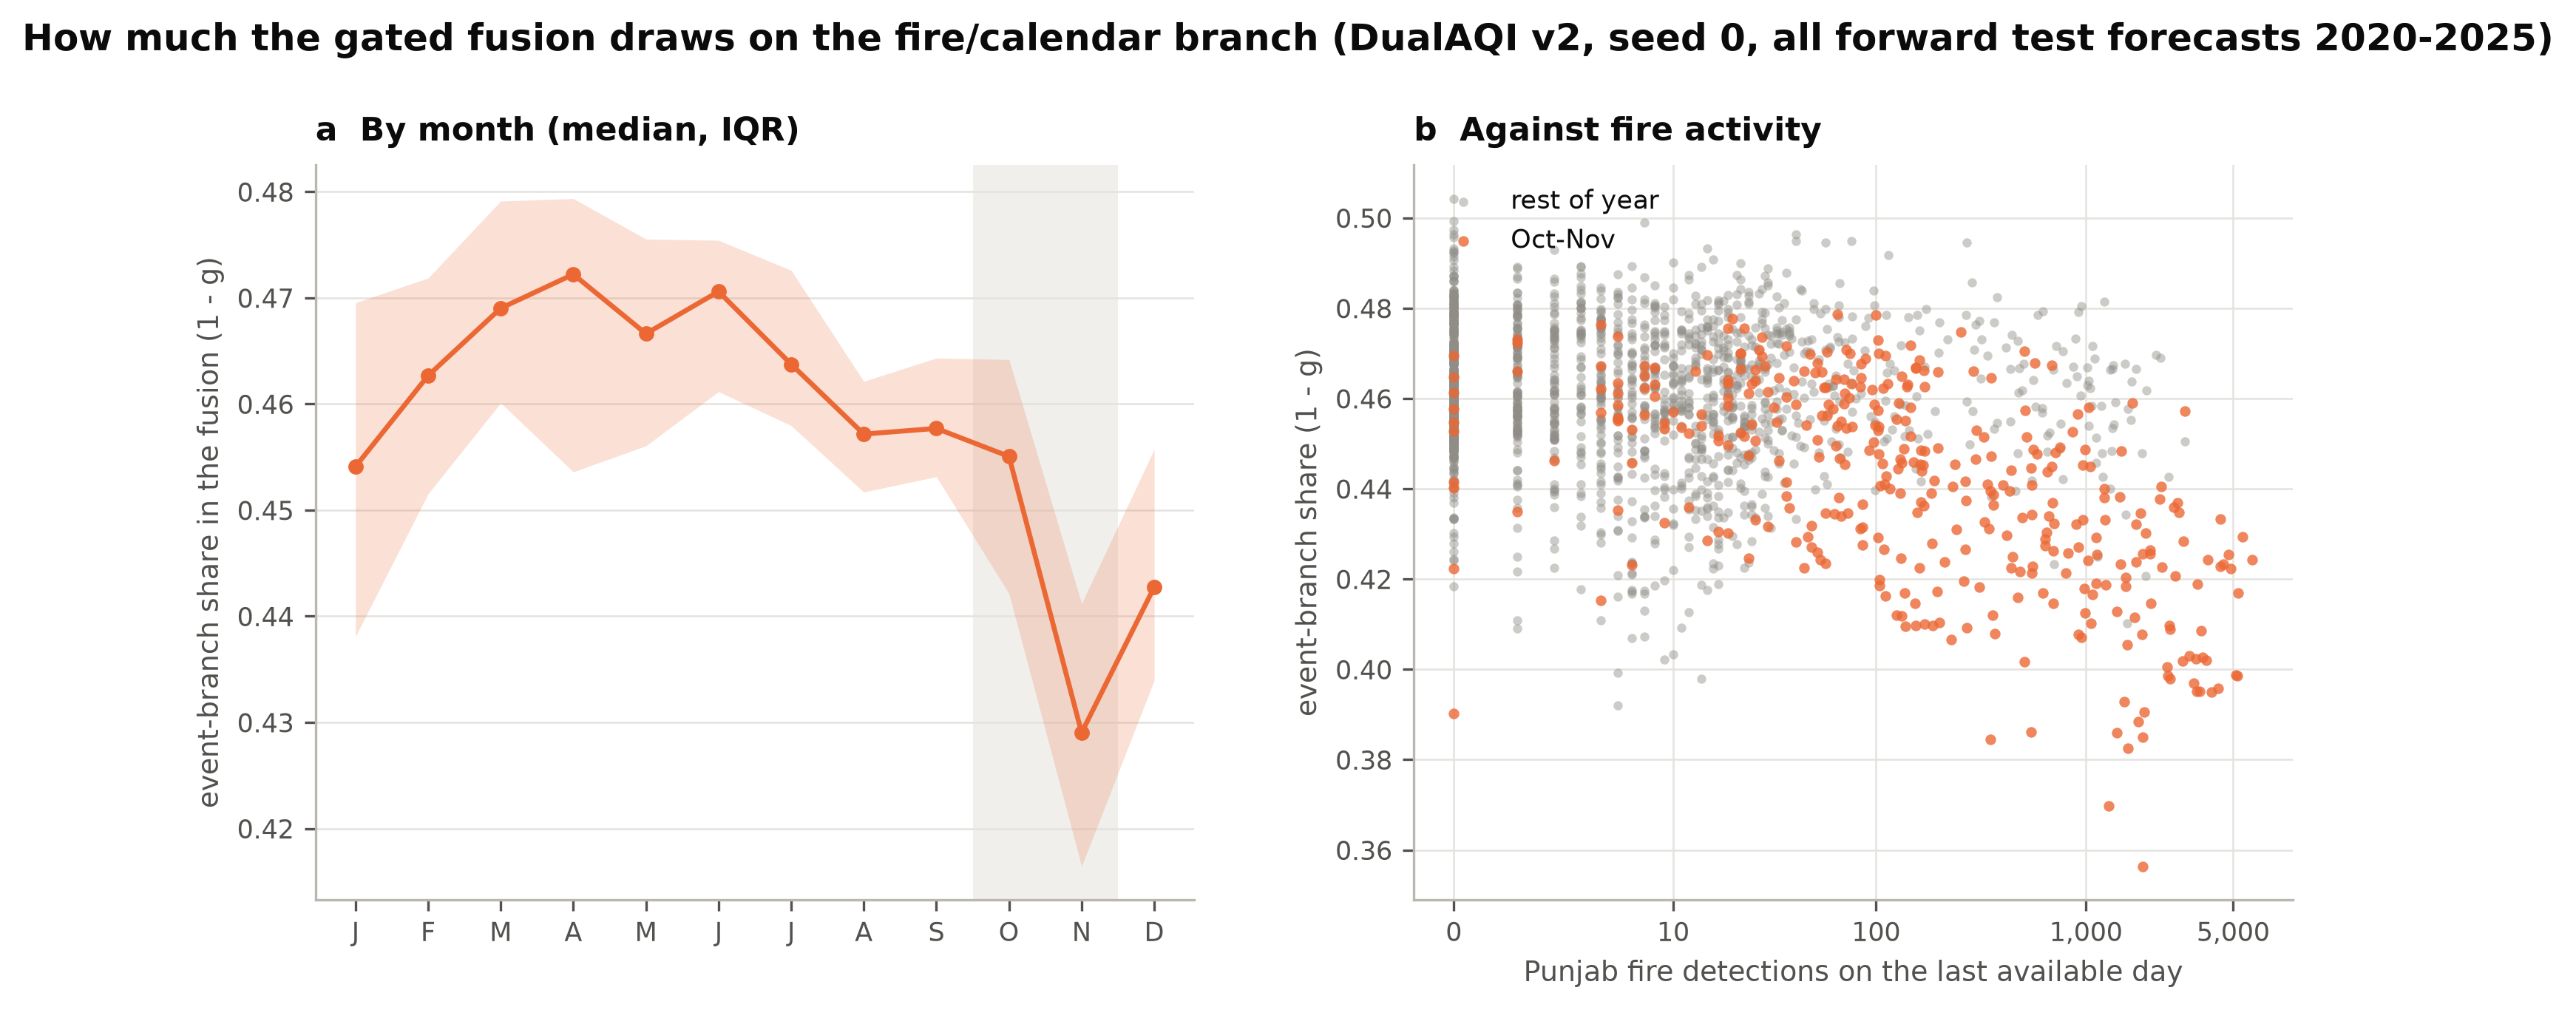 How much the gated fusion draws on the fire/calendar branch (DualAQI v2, seed 0, all forward test forecasts 2020-2025)
a By month (median, IQR)
event-branch share in the fusion (1 - g)
0.48
0.47
0.46
0.45
0.44
0.43
0.42
J F M A M J J A S O N D
b Against fire activity
rest of year
Oct-Nov
event-branch share (1 - g)
0.50
0.48
0.46
0.44
0.42
0.40
0.38
0.36
0 10 100 1,000 5,000
Punjab fire detections on the last available day